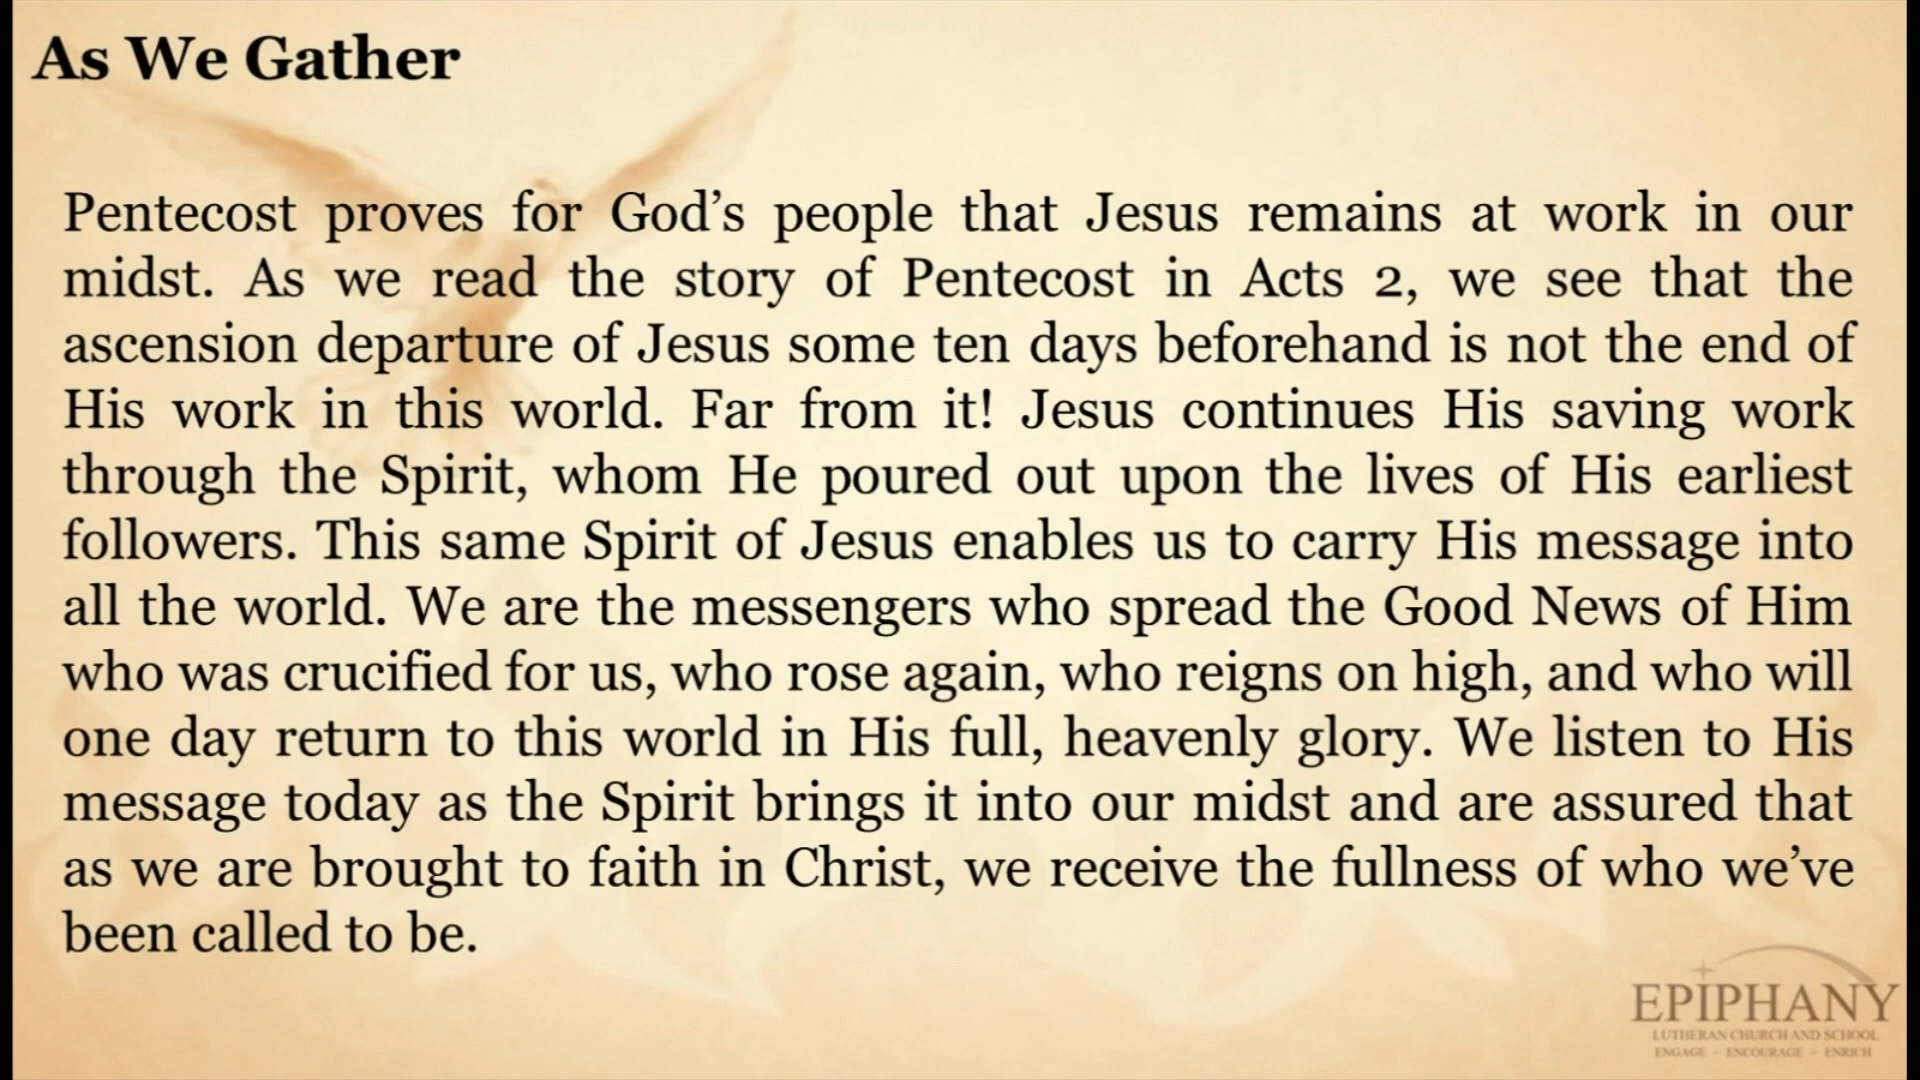 As We Gather
Pentecost proves for God’s people that Jesus remains at work in our
midst. As we read the story of Pentecost in Acts 2, we see that the
ascension departure of Jesus some ten days beforehand is not the end of
His work in this world. Far from it! Jesus continues His saving work
through the Spirit, whom He poured out upon the lives of His earliest
followers. This same Spirit of Jesus enables us to carry His message into
all the world. We are the messengers who spread the Good News of Him
who was crucified for us, who rose again, who reigns on high, and who will
one day return to this world in His full, heavenly glory. We listen to His
message today as the Spirit brings it into our midst and are assured that
as we are brought to faith in Christ, we receive the fullness of who we’ve
been called to be.
EPIPHANY
LUTHERAN CHURCH AND SCHOOL
ENGAGE - ENCOURAGE - ENRICH